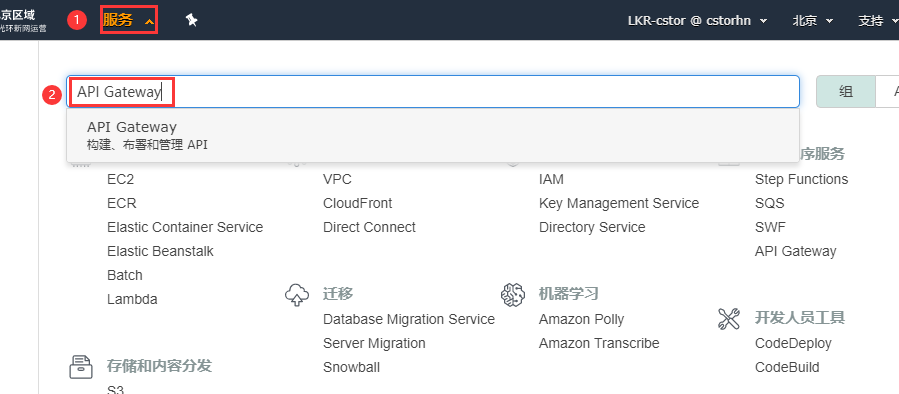 京区域
光环新网运营
1
服务
LKR-cstor @ cstorhn
北京
支持
2
API Gateway
组
API Gateway
构建、布署和管理 API
序服务
EC2
VPC
IAM
Step Functions
ECR
CloudFront
Key Management Service
SQS
Elastic Container Service
Direct Connect
Directory Service
SWF
Elastic Beanstalk
API Gateway
Batch
Lambda
迁移
机器学习
Database Migration Service
Amazon Polly
开发人员工具
Server Migration
Amazon Transcribe
CodeDeploy
Snowball
CodeBuild
存储和内容分发
S3